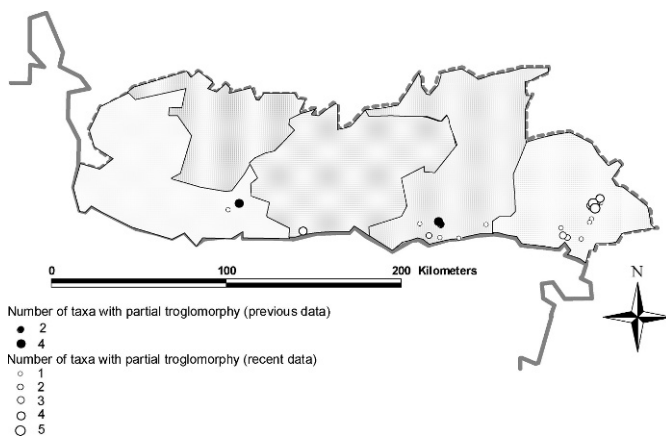 0 100 200 Kilometers
N
Number of taxa with partial troglomorphy (previous data)
2
4
Number of taxa with partial troglomorphy (recent data)
1
2
3
4
5